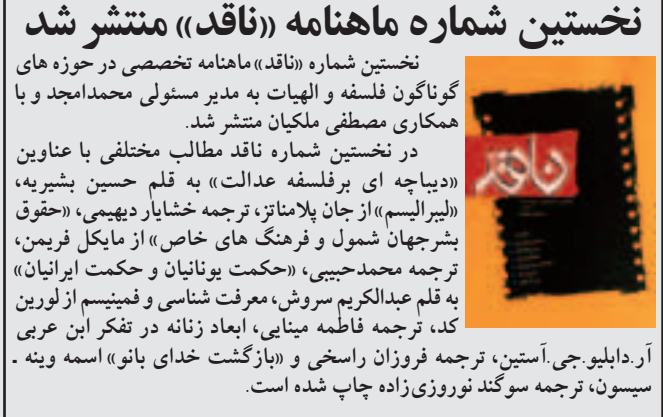 نخستین شماره ماهنامه «ناقد» منتشر شد
نخستین شماره «ناقد» ماهنامه تخصصی در حوزه های
گوناگون فلسفه و الهیات به مدیر مسئولی محمدامجد و با
همکاری مصطفی ملکیان منتشر شد.
در نخستین شماره ناقد مطالب مختلفی با عناوین
«دیباچه ای برفلسفه عدالت» به قلم حسین بشیریه،
«لیبرالیسم» از جان پلامناتز، ترجمه خشایار دیهیمی، «حقوق
بشرجهان شمول و فرهنگ های خاص» از مایکل فریمن،
ترجمه محمدحبیبی، «حکمت یونانیان و حکمت ایرانیان»
به قلم عبدالکریم سروش، معرفت شناسی و فمینیسم از لورین
کد، ترجمه فاطمه مینایی، ابعاد زنانه در تفکر ابن عربی
آر.دابلیو.جی.آستین، ترجمه فروزان راسخی و «بازگشت خدای بانو» اسمه وینه ـ
سیسون، ترجمه سوگند نوروزی‌زاده چاپ شده است.
ناقد